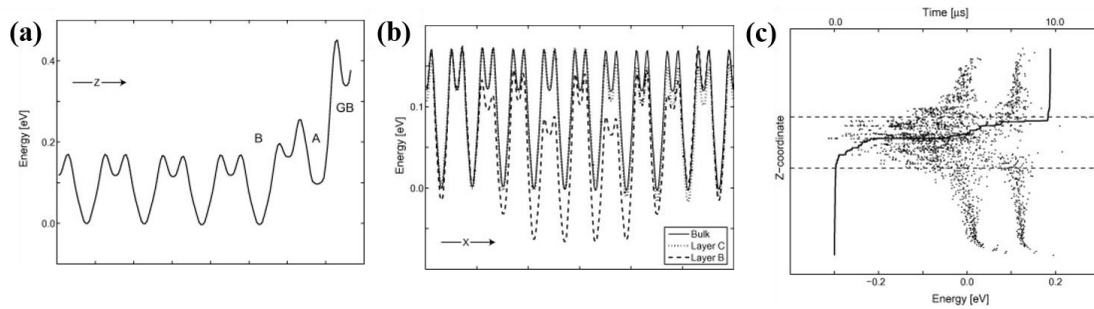 (a)
Energy [eV]
0.4
0.2
0.0
Z
B
A
GB
(b)
Energy [eV]
0.1
0.0
X
Bulk
Layer C
Layer B
(c)
Time [μs]
0.0
10.0
Z-coordinate
−0.2
0.0
0.2
Energy [eV]